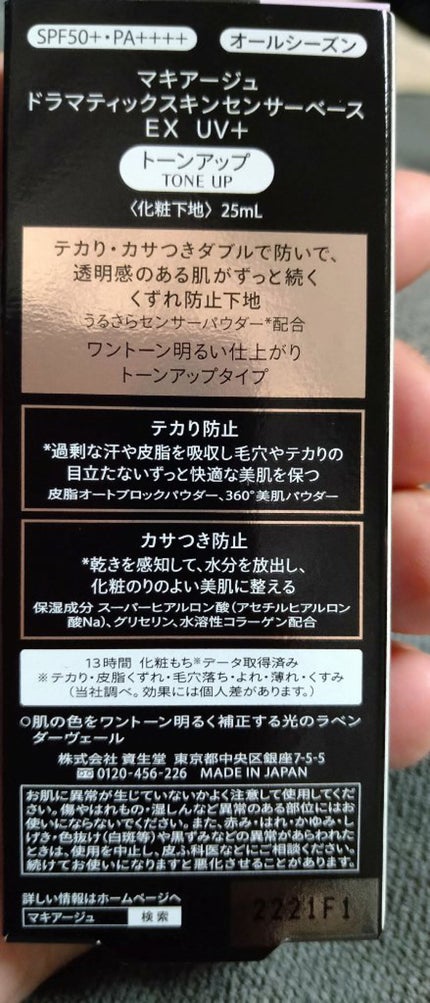 SPF50+・PA++++ オールシーズン
マキアージュ
ドラマティックスキンセンサーベース
EX UV+
トーンアップ
TONE UP
〈化粧下地〉 25mL
テカり・カサつきダブルで防いで、
透明感のある肌がずっと続く
くずれ防止下地
うるさらセンサーパウダー*配合
ワントーン明るい仕上がり
トーンアップタイプ
テカり防止
*過剰な汗や皮脂を吸収し毛穴やテカりの
目立たないずっと快適な美肌を保つ
皮脂オートブロックパウダー、360°美肌パウダー
カサつき防止
*乾きを感知して、水分を放出し、
化粧のりのよい美肌に整える
保湿成分 スーパーヒアルロン酸(アセチルヒアルロン
酸Na)、グリセリン、水溶性コラーゲン配合
13時間 化粧もち※データ取得済み
※テカり・皮脂くずれ・毛穴落ち・よれ・薄れ・くすみ
(当社調べ。効果には個人差があります。)
○肌の色をワントーン明るく補正する光のラベン
ダーヴェール
株式会社 資生堂 東京都中央区銀座7-5-5
0120-456-226 MADE IN JAPAN
お肌に異常が生じていないかよく注意して使用してくだ
さい。傷やはれもの・湿しんなど異常のある部位にはお
使いにならないでください。また、赤み・はれ・かゆみ・し
げき・色抜け(白斑等)や黒ずみなどの異常があらわれた
ときは、使用を中止し、皮ふ科医などにご相談ください。
続けてお使いになりますと悪化させることがあります。
詳しい情報はホームページへ
マキアージュ 検索
2221F1